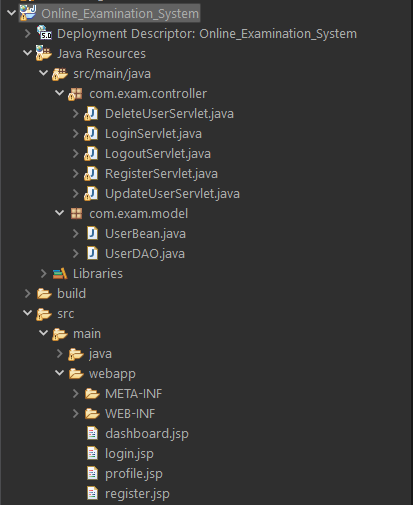 Online_Examination_System
Deployment Descriptor: Online_Examination_System
Java Resources
src/main/java
com.exam.controller
DeleteUserServlet.java
LoginServlet.java
LogoutServlet.java
RegisterServlet.java
UpdateUserServlet.java
com.exam.model
UserBean.java
UserDAO.java
Libraries
build
src
main
java
webapp
META-INF
WEB-INF
dashboard.jsp
login.jsp
profile.jsp
register.jsp